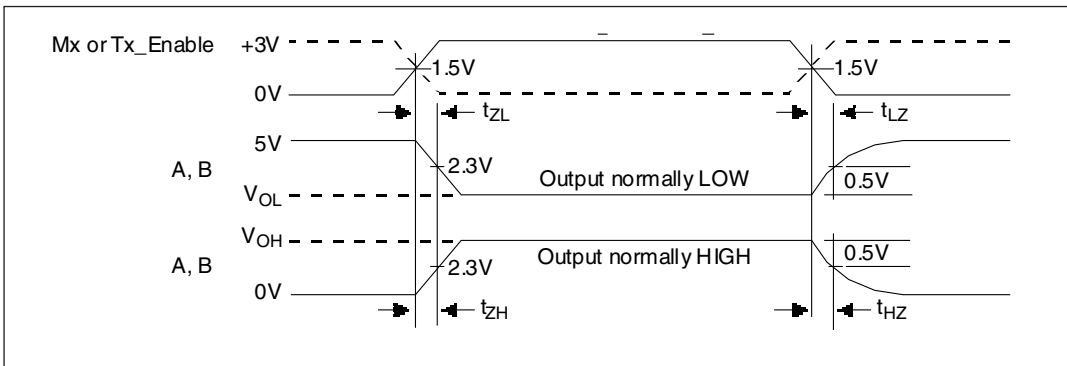 Mx or Tx_Enable +3V
1.5V 1.5V
0V
tZL tLZ
5V
A, B 2.3V
Output normally LOW 0.5V
VOL
VOH
Output normally HIGH 0.5V
A, B 2.3V
0V
tZH tHZ